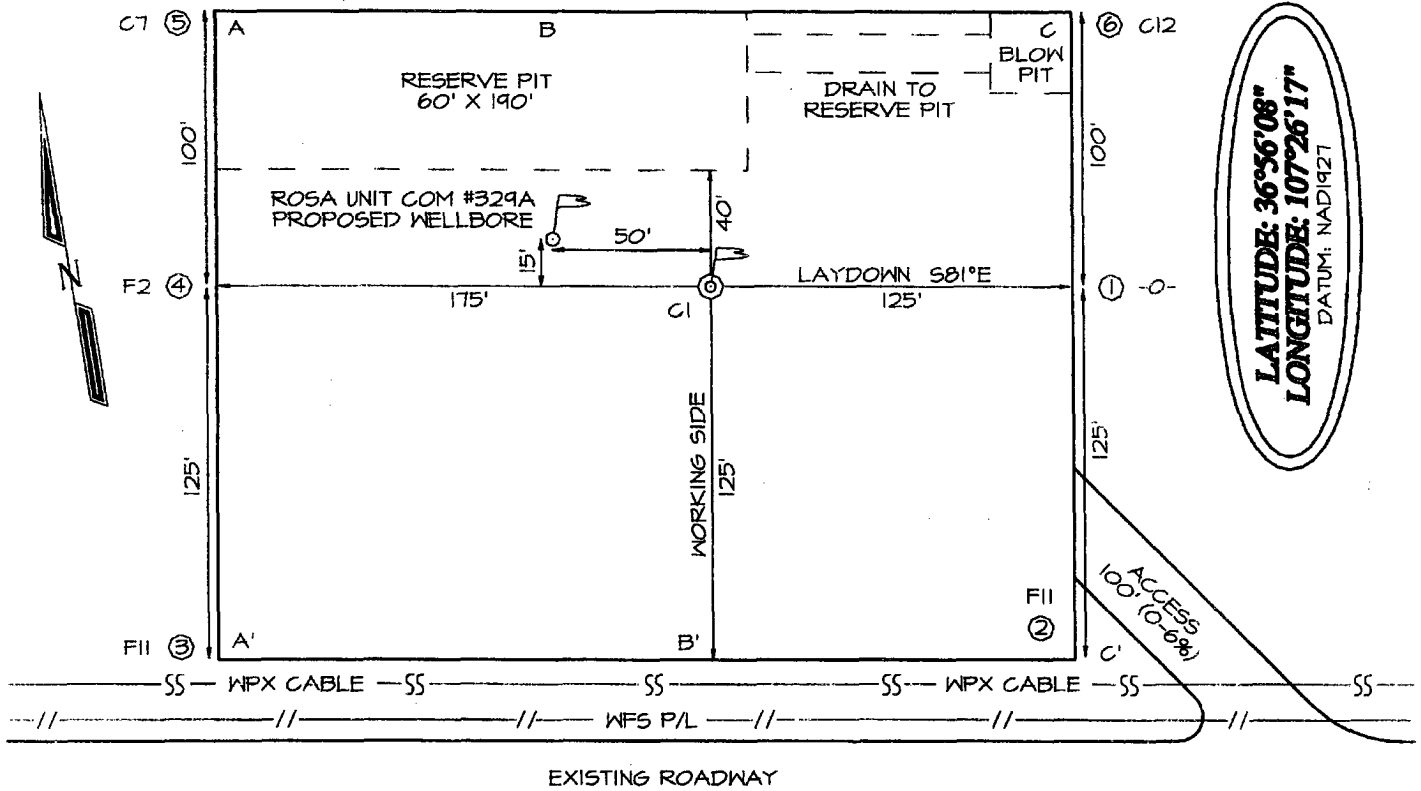 C7 ⑤ A B C ⑥ C12
BLOW
PIT
RESERVE PIT
60' X 190'
DRAIN TO
RESERVE PIT
100'
100'
ROSA UNIT COM #329A
PROPOSED WELLBORE
40'
50'
15'
N
F2 ④
175'
C1
LAYDOWN S81°E
125'
① -0-
LATITUDE: 36°56'08"
LONGITUDE: 107°26'17"
DATUM: NAD1927
125'
WORKING SIDE
125'
125'
ACCESS
100' (0-6%)
F11
②
F11 ③ A' B' C'
SS WPX CABLE SS SS SS WPX CABLE SS SS
// // // WFS P/L // // //
EXISTING ROADWAY